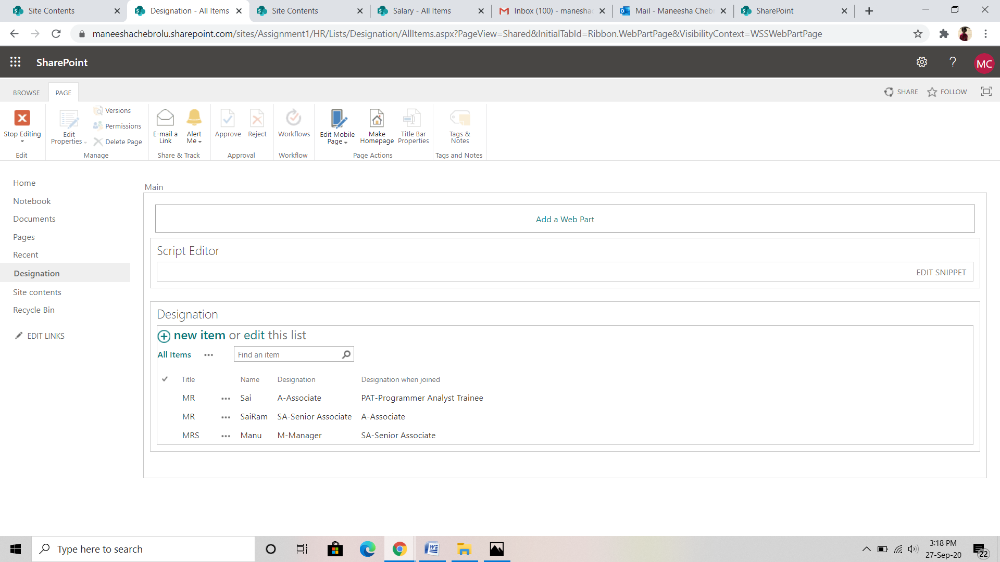 Site Contents
Designation - All Items
Site Contents
Salary - All Items
Inbox (100) - manesha
Mail - Maneesha Cheb
SharePoint
maneeshachebrolu.sharepoint.com/sites/Assignment1/HR/Lists/Designation/AllItems.aspx?PageView=Shared&InitialTabId=Ribbon.WebPartPage&VisibilityContext=WSSWebPartPage
SharePoint
MC
BROWSE
PAGE
SHARE
FOLLOW
Stop Editing
Edit
Edit Properties
Versions
Permissions
Delete Page
Manage
E-mail a Link
Alert Me
Share & Track
Approve
Reject
Approval
Workflows
Workflow
Edit Mobile Page
Make Homepage
Title Bar Properties
Page Actions
Tags & Notes
Tags and Notes
Home
Notebook
Documents
Pages
Recent
Designation
Site contents
Recycle Bin
EDIT LINKS
Main
Add a Web Part
Script Editor
EDIT SNIPPET
Designation
new item or edit this list
All Items ••• Find an item
Title Name Designation Designation when joined
MR ••• Sai A-Associate PAT-Programmer Analyst Trainee
MR ••• SaiRam SA-Senior Associate A-Associate
MRS ••• Manu M-Manager SA-Senior Associate
Type here to search
3:18 PM
27-Sep-20
22